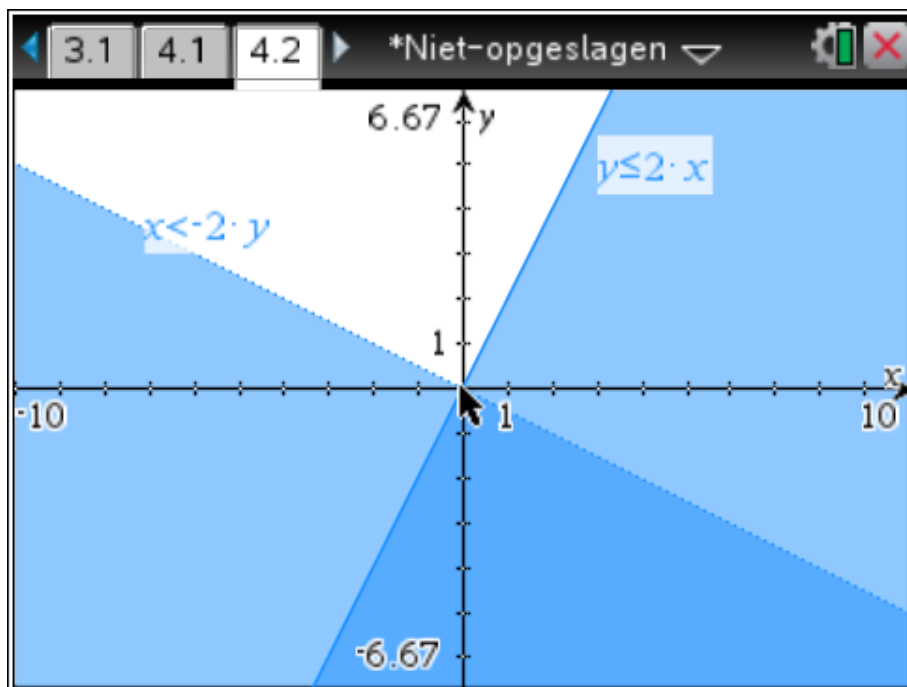 3.1 4.1 4.2 *Niet-opgeslagen
6.67 y
y≤2·x
x<-2·y
1
x
-10 1 10
-6.67